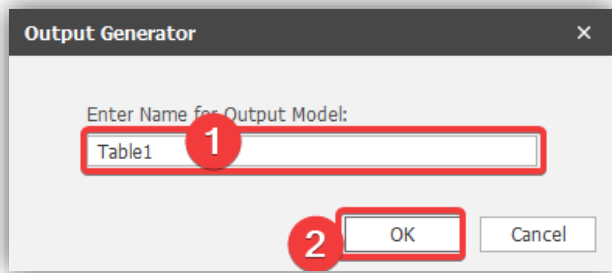 Output Generator
Enter Name for Output Model:
1
Table1
2
OK
Cancel